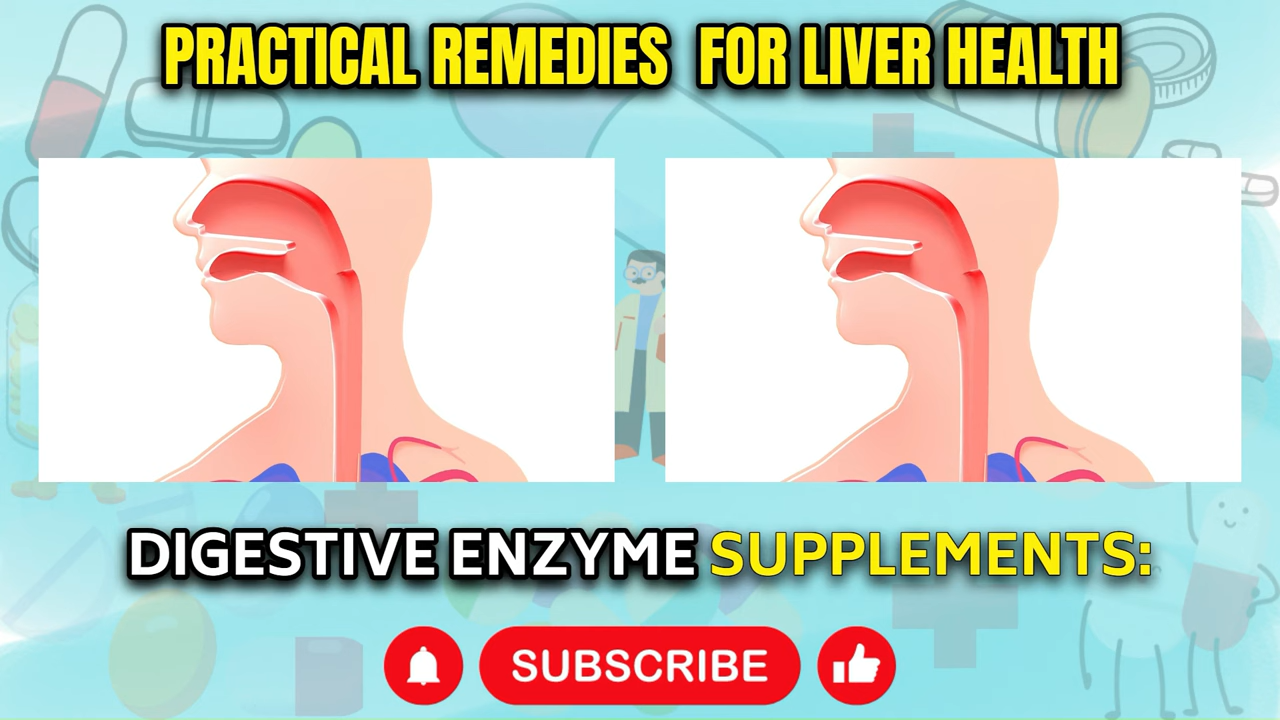 PRACTICAL REMEDIES FOR LIVER HEALTH
DIGESTIVE ENZYME SUPPLEMENTS:
SUBSCRIBE